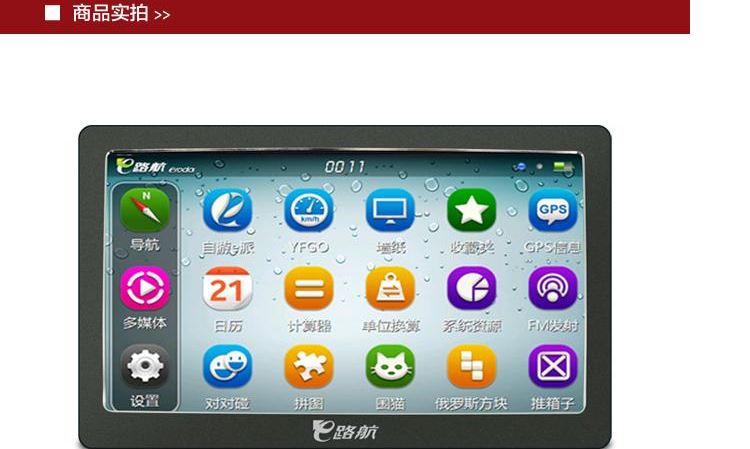 商品实拍 >>
e路航 eroda 00 11
N
km/h
GPS
导航 自游e派 YFGO 墙纸 收藏夹 GPS信息
21
多媒体 日历 计算器 单位换算 系统资源 FM发射
设置 对对碰 拼图 围猫 俄罗斯方块 推箱子
e路航